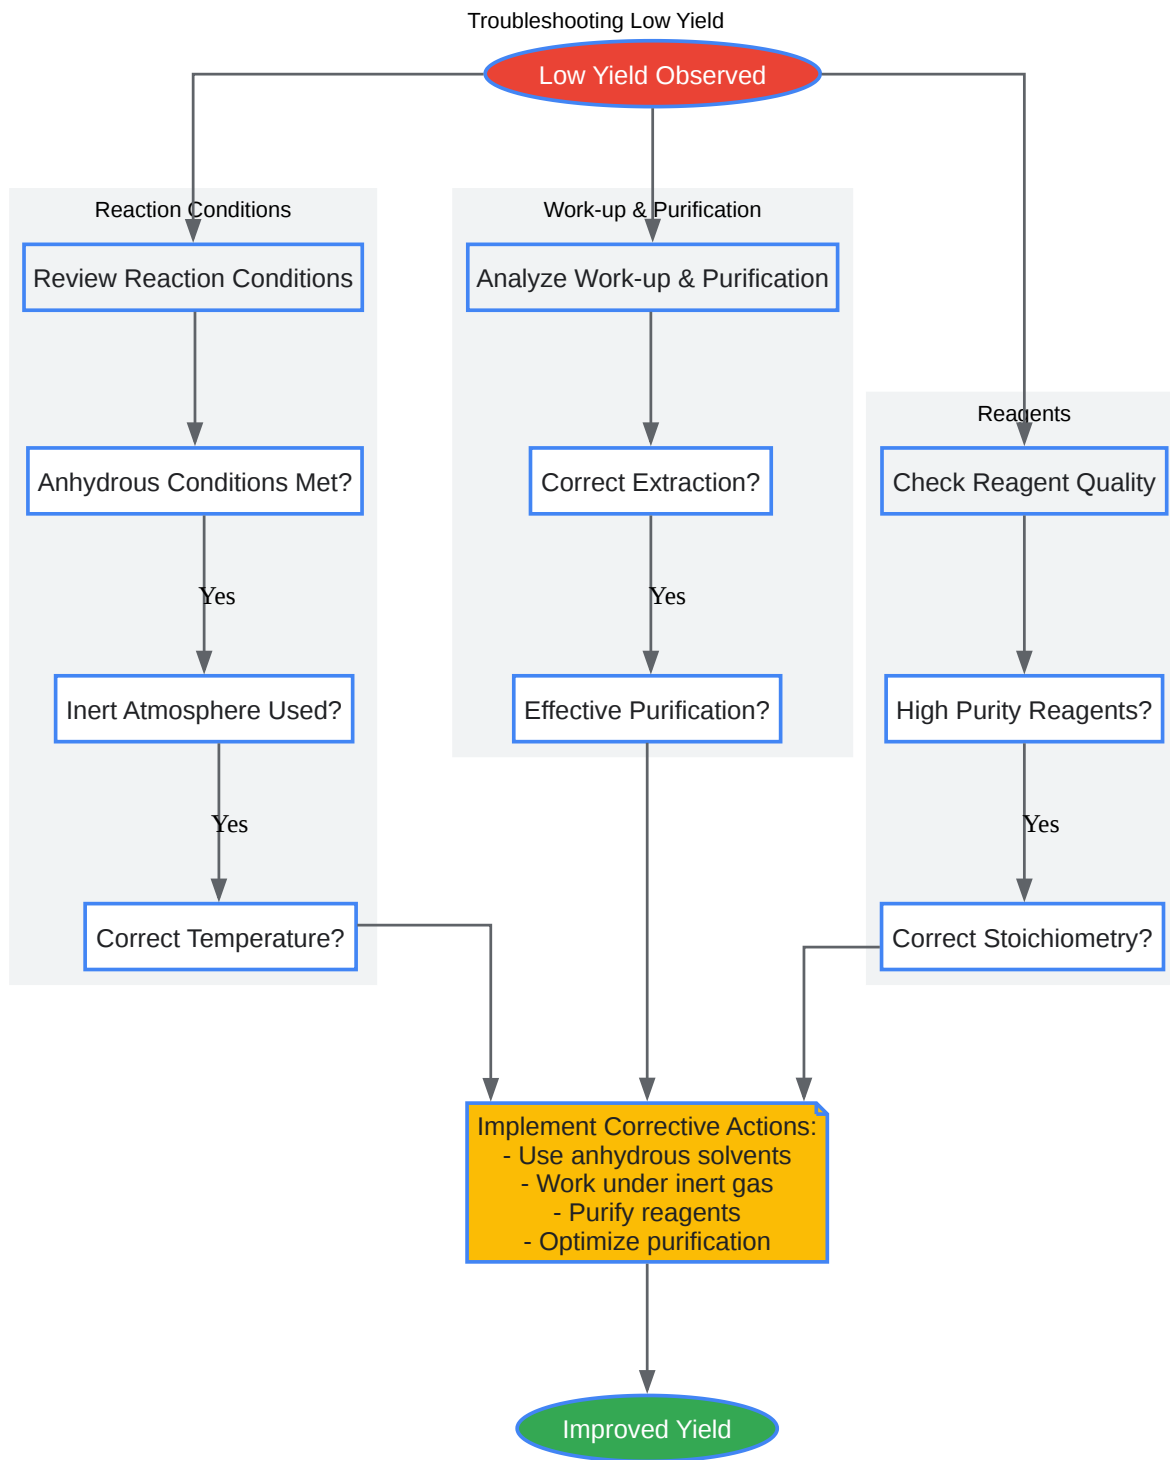 Troubleshooting Low Yield
Low Yield Observed
Reaction Conditions
Review Reaction Conditions
Anhydrous Conditions Met?
Yes
Inert Atmosphere Used?
Yes
Correct Temperature?
Work-up & Purification
Analyze Work-up & Purification
Correct Extraction?
Yes
Effective Purification?
Reagents
Check Reagent Quality
High Purity Reagents?
Yes
Correct Stoichiometry?
Implement Corrective Actions:
- Use anhydrous solvents
- Work under inert gas
- Purify reagents
- Optimize purification
Improved Yield